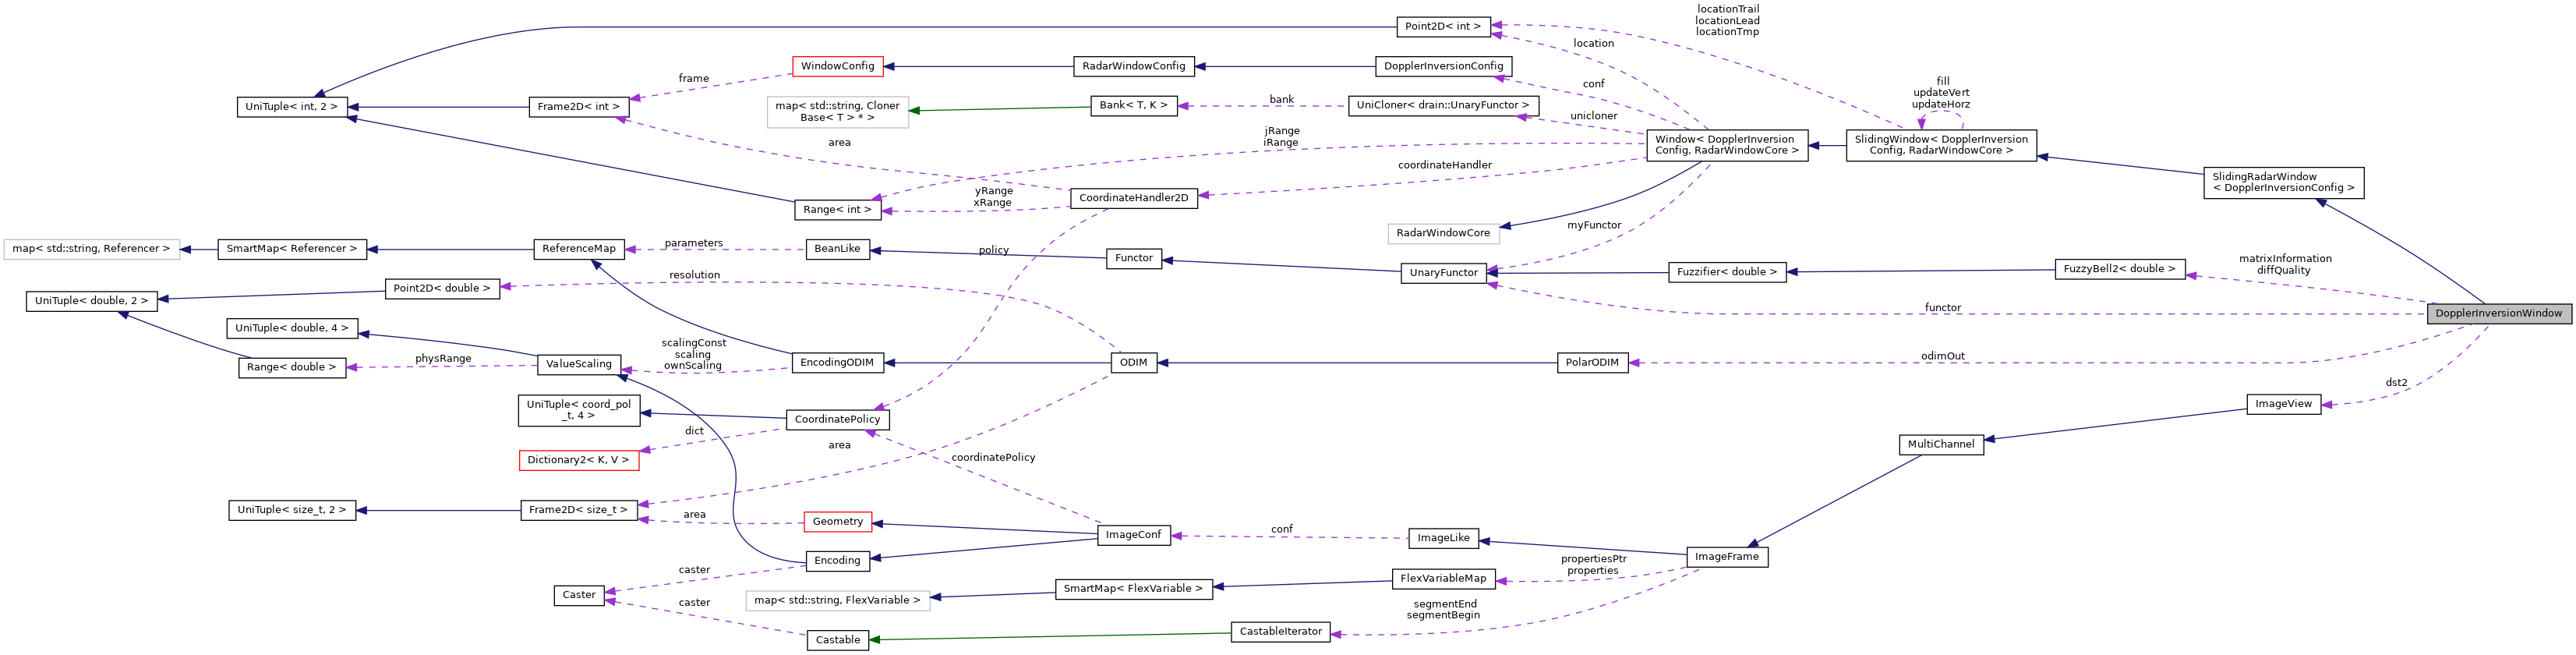 locationTrail
locationLead
locationTmp
Point2D< int >
location
WindowConfig
RadarWindowConfig
DopplerInversionConfig
frame
conf
fill
updateVert
updateHorz
UniTuple< int, 2 >
Frame2D< int >
map< std::string, Cloner
Base< T > * >
Bank< T, K >
bank
UniCloner< drain::UnaryFunctor >
unicloner
area
jRange
iRange
Window< DopplerInversion
Config, RadarWindowCore >
SlidingWindow< DopplerInversion
Config, RadarWindowCore >
coordinateHandler
SlidingRadarWindow
< DopplerInversionConfig >
yRange
xRange
CoordinateHandler2D
Range< int >
RadarWindowCore
myFunctor
map< std::string, Referencer >
SmartMap< Referencer >
ReferenceMap
parameters
BeanLike
policy
Functor
UnaryFunctor
Fuzzifier< double >
FuzzyBell2< double >
matrixInformation
diffQuality
resolution
Point2D< double >
UniTuple< double, 2 >
functor
DopplerInversionWindow
UniTuple< double, 4 >
scalingConst
scaling
ownScaling
physRange
Range< double >
ValueScaling
EncodingODIM
ODIM
PolarODIM
odimOut
dst2
UniTuple< coord_pol
_t, 4 >
CoordinatePolicy
ImageView
dict
area
MultiChannel
Dictionary2< K, V >
coordinatePolicy
UniTuple< size_t, 2 >
Frame2D< size_t >
area
Geometry
ImageConf
conf
ImageLike
ImageFrame
Encoding
caster
propertiesPtr
properties
FlexVariableMap
SmartMap< FlexVariable >
map< std::string, FlexVariable >
Caster
caster
segmentEnd
segmentBegin
CastableIterator
Castable